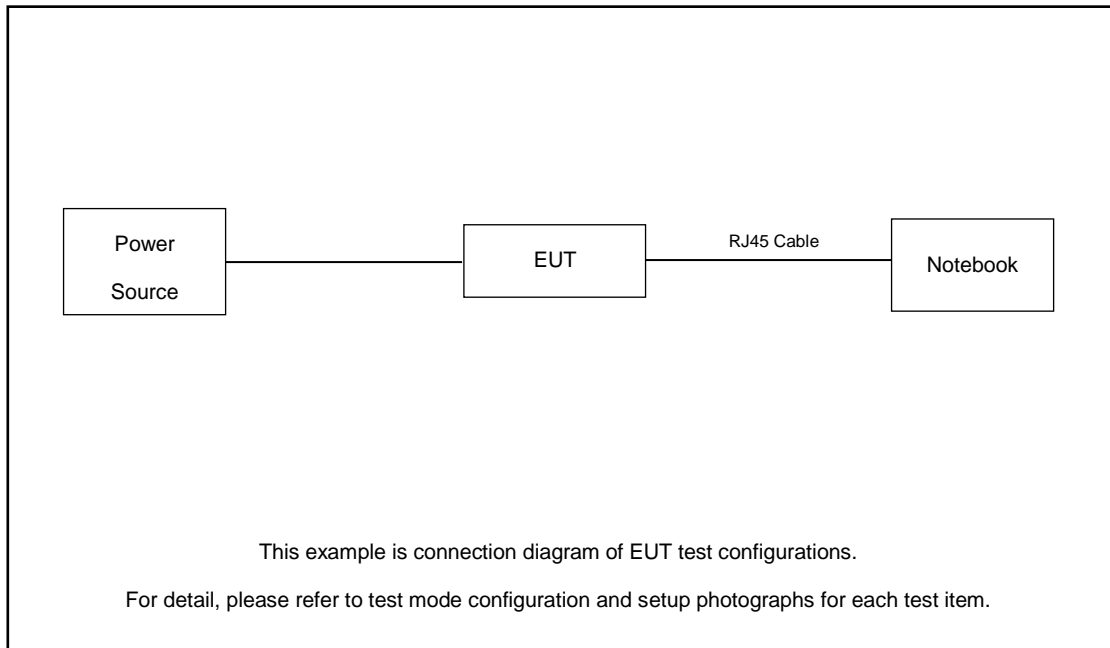 Power
Source
EUT
RJ45 Cable
Notebook
This example is connection diagram of EUT test configurations.
For detail, please refer to test mode configuration and setup photographs for each test item.